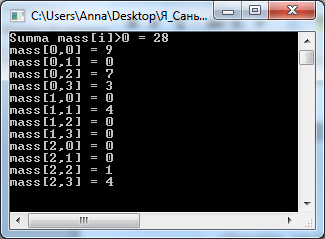 C:\Users\Anna\Desktop\Я_Сань...
Summa mass[i]>0 = 28
mass[0,0] = 9
mass[0,1] = 0
mass[0,2] = 7
mass[0,3] = 3
mass[1,0] = 0
mass[1,1] = 4
mass[1,2] = 0
mass[1,3] = 0
mass[2,0] = 0
mass[2,1] = 0
mass[2,2] = 1
mass[2,3] = 4